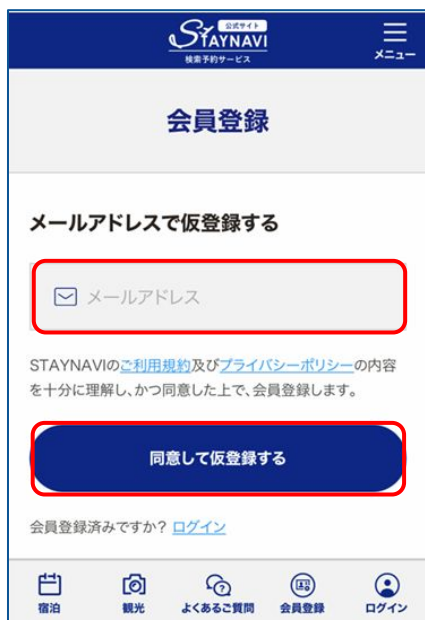 公式サイト
STAYNAVI
検索予約サービス
メニュー
会員登録
メールアドレスで仮登録する
メールアドレス
STAYNAVIのご利用規約及びプライバシーポリシーの内容
を十分に理解し、かつ同意した上で、会員登録します。
同意して仮登録する
会員登録済みですか? ログイン
宿泊 観光 よくあるご質問 会員登録 ログイン